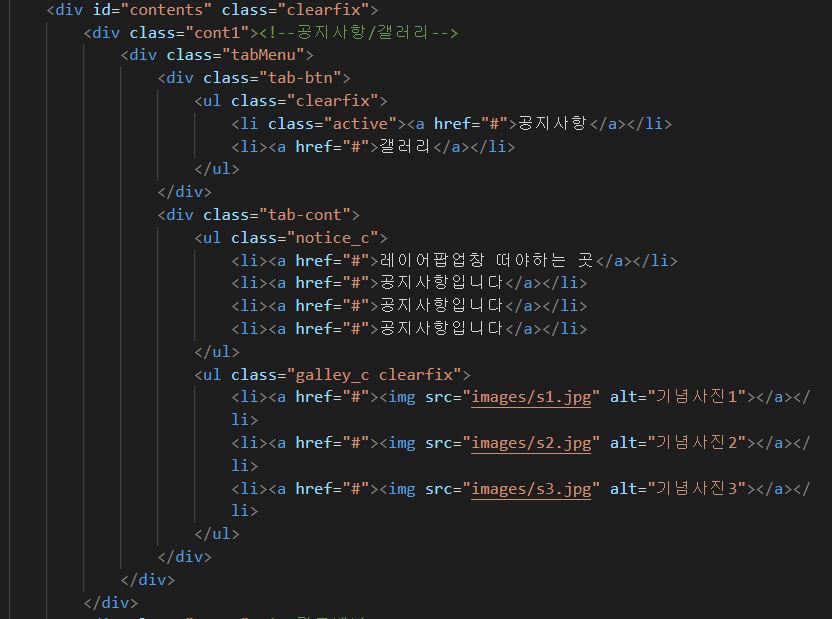 <div id="contents" class="clearfix">
<div class="cont1"><!--공지사항/갤러리-->
<div class="tabMenu">
<div class="tab-btn">
<ul class="clearfix">
<li class="active"><a href="#">공지사항</a></li>
<li><a href="#">갤러리</a></li>
</ul>
</div>
<div class="tab-cont">
<ul class="notice_c">
<li><a href="#">레이어팝업창 떠야하는 곳</a></li>
<li><a href="#">공지사항입니다</a></li>
<li><a href="#">공지사항입니다</a></li>
<li><a href="#">공지사항입니다</a></li>
</ul>
<ul class="galley_c clearfix">
<li><a href="#"><img src="images/s1.jpg" alt="기념사진1"></a></
li>
<li><a href="#"><img src="images/s2.jpg" alt="기념사진2"></a></
li>
<li><a href="#"><img src="images/s3.jpg" alt="기념사진3"></a></
li>
</ul>
</div>
</div>
</div>